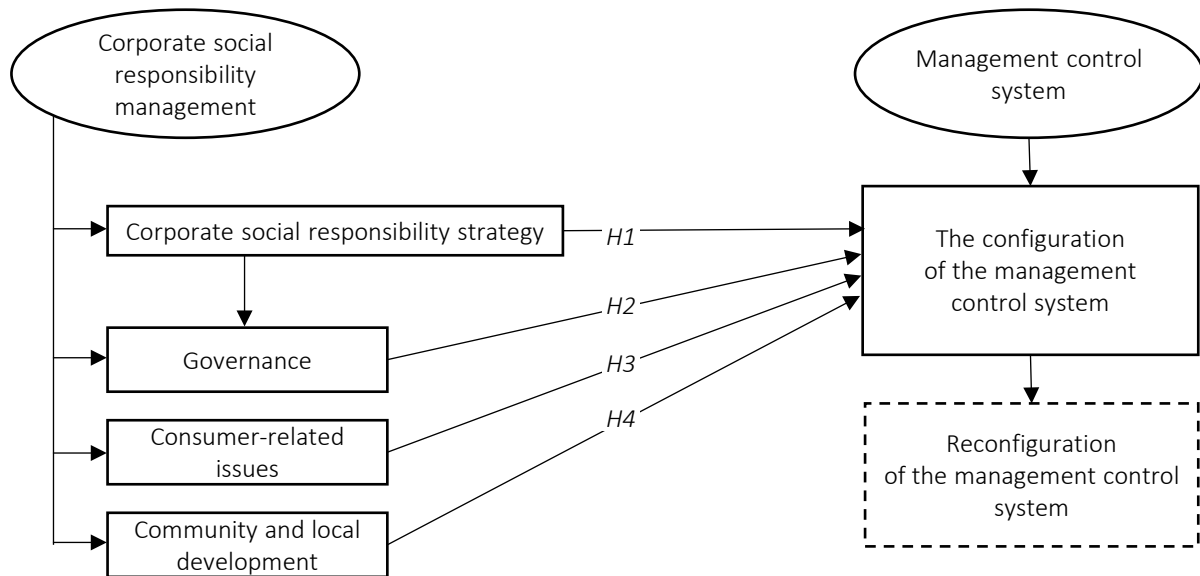 Corporate social
responsibility
management
Management control
system
Corporate social responsibility strategy
H1
The configuration
of the management
control system
H2
Governance
H3
Consumer-related
issues
H4
Community and local
development
Reconfiguration
of the management control
system